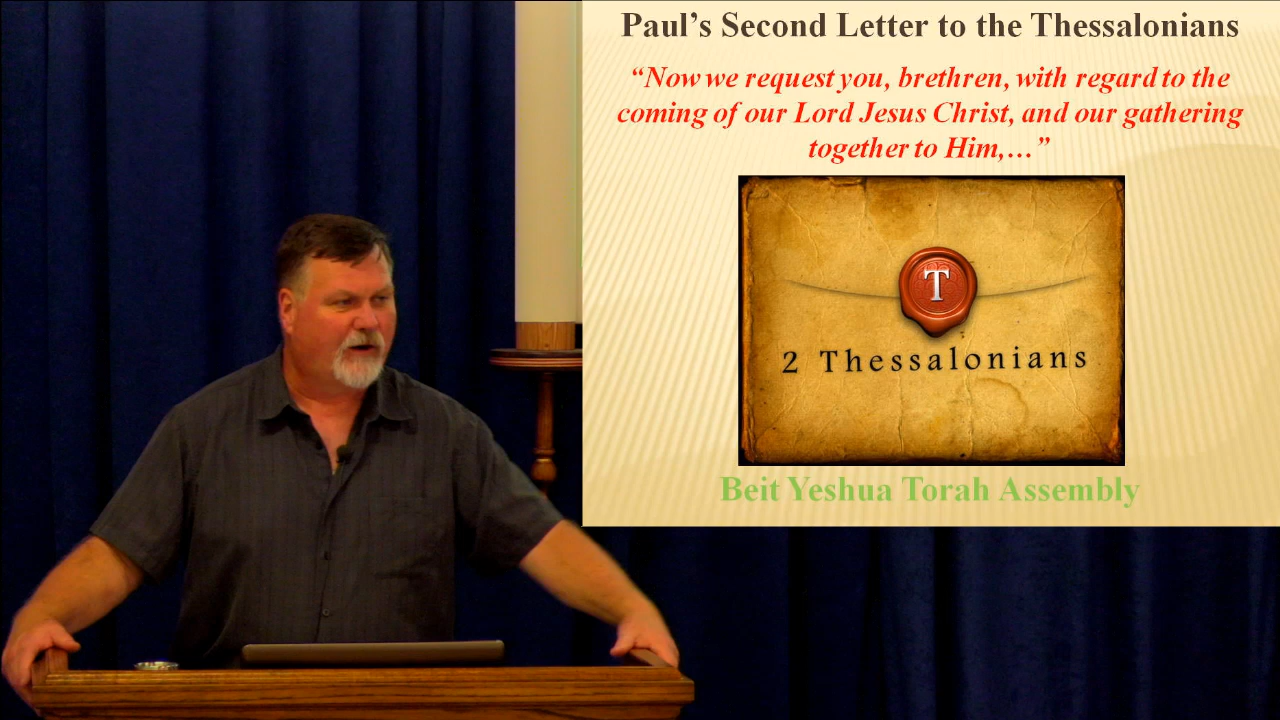 Paul’s Second Letter to the Thessalonians
“Now we request you, brethren, with regard to the
coming of our Lord Jesus Christ, and our gathering
together to Him,…”
T
2 Thessalonians
Beit Yeshua Torah Assembly